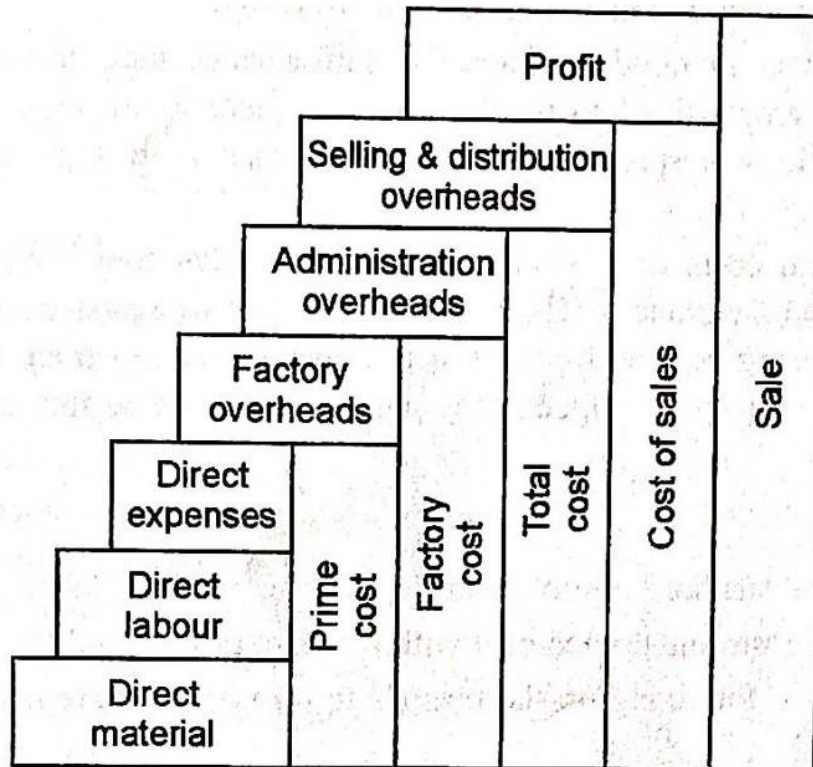 Profit
Selling & distribution
overheads
Administration
overheads
Factory
overheads
Direct
expenses
Direct
labour
Direct
material
Prime
cost
Factory
cost
Total
cost
Cost of sales
Sale